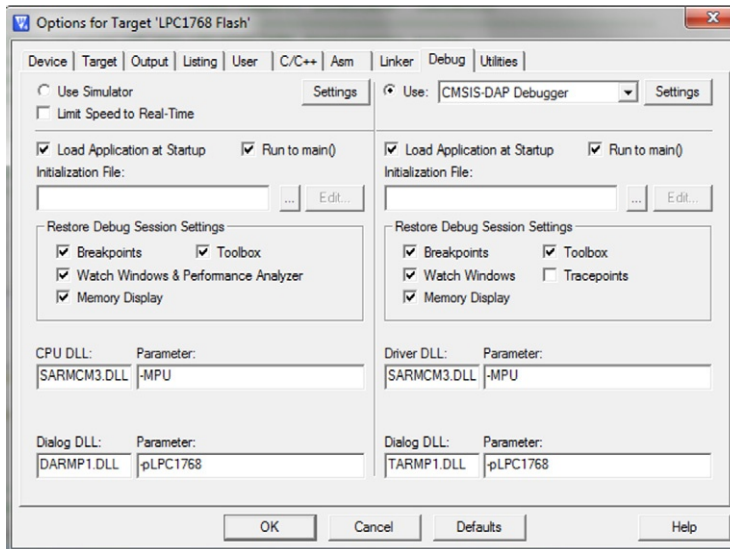 Options for Target 'LPC1768 Flash'
Device Target Output Listing User C/C++ Asm Linker Debug Utilities
Use Simulator Settings
Limit Speed to Real-Time
Use: CMSIS-DAP Debugger Settings
Load Application at Startup Run to main()
Initialization File:
... Edit...
Restore Debug Session Settings
Breakpoints Toolbox
Watch Windows & Performance Analyzer
Memory Display
Load Application at Startup Run to main()
Initialization File:
... Edit...
Restore Debug Session Settings
Breakpoints Toolbox
Watch Windows Tracepoints
Memory Display
CPU DLL: Parameter:
SARMCM3.DLL -MPU
Driver DLL: Parameter:
SARMCM3.DLL -MPU
Dialog DLL: Parameter:
DARMP1.DLL -pLPC1768
Dialog DLL: Parameter:
TARMP1.DLL -pLPC1768
OK Cancel Defaults Help